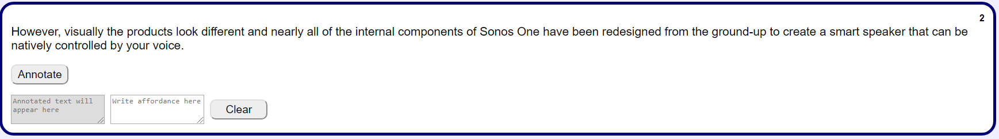 2
However, visually the products look different and nearly all of the internal components of Sonos One have been redesigned from the ground-up to create a smart speaker that can be
natively controlled by your voice.
Annotate
Annotated text will
appear here
Write affordance here
Clear